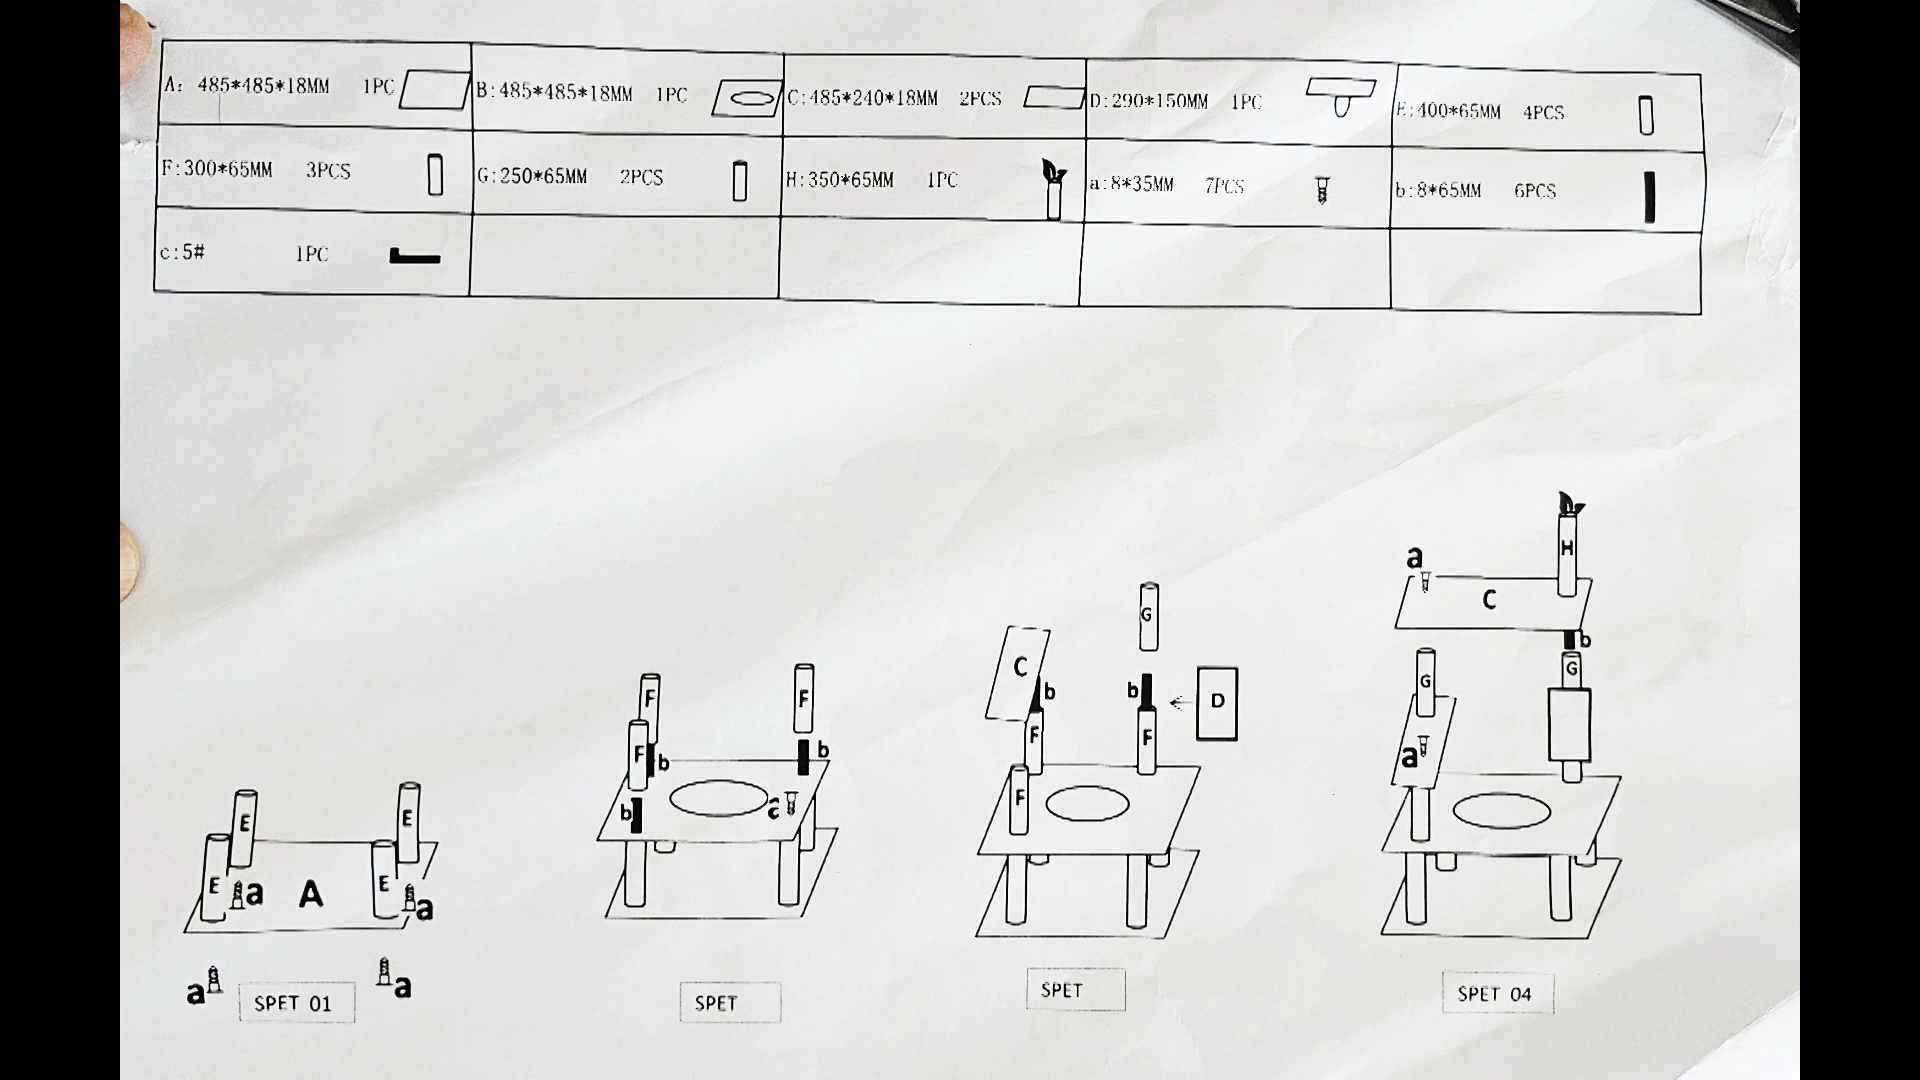 A: 485*485*18MM 1PC
B:485*485*18MM 1PC
C:485*240*18MM 2PCS
D:290*150MM 1PC
E:400*65MM 4PCS
F:300*65MM 3PCS
G:250*65MM 2PCS
H:350*65MM 1PC
a:8*35MM 7PCS
b:8*65MM 6PCS
c:5# 1PC
E
E
E
E
a
A
a
a
a
SPET 01
F
F
F
b
b
b
SPET
G
C
b
b
D
F
F
F
SPET
H
a
C
b
G
G
a
SPET 04